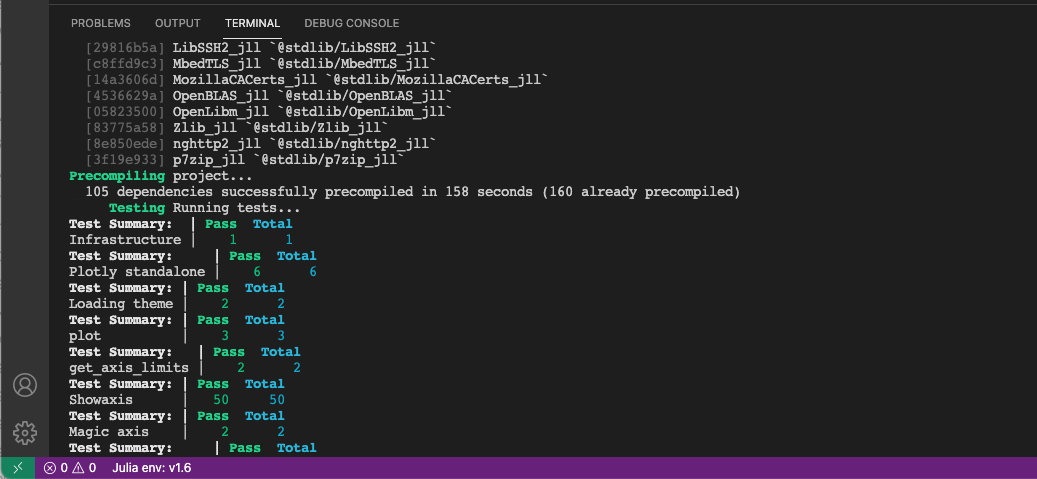 PROBLEMS OUTPUT TERMINAL DEBUG CONSOLE
[29816b5a] LibSSH2_jll `@stdlib/LibSSH2_jll`
[c8ffd9c3] MbedTLS_jll `@stdlib/MbedTLS_jll`
[14a3606d] MozillaCACerts_jll `@stdlib/MozillaCACerts_jll`
[4536629a] OpenBLAS_jll `@stdlib/OpenBLAS_jll`
[05823500] OpenLibm_jll `@stdlib/OpenLibm_jll`
[83775a58] Zlib_jll `@stdlib/Zlib_jll`
[8e850ede] nghttp2_jll `@stdlib/nghttp2_jll`
[3f19e933] p7zip_jll `@stdlib/p7zip_jll`
Precompiling project...
105 dependencies successfully precompiled in 158 seconds (160 already precompiled)
Testing Running tests...
Test Summary: | Pass Total
Infrastructure | 1 1
Test Summary: | Pass Total
Plotly standalone | 6 6
Test Summary: | Pass Total
Loading theme | 2 2
Test Summary: | Pass Total
plot | 3 3
Test Summary: | Pass Total
get_axis_limits | 2 2
Test Summary: | Pass Total
Showaxis | 50 50
Test Summary: | Pass Total
Magic axis | 2 2
Test Summary: | Pass Total
0 0 Julia env: v1.6